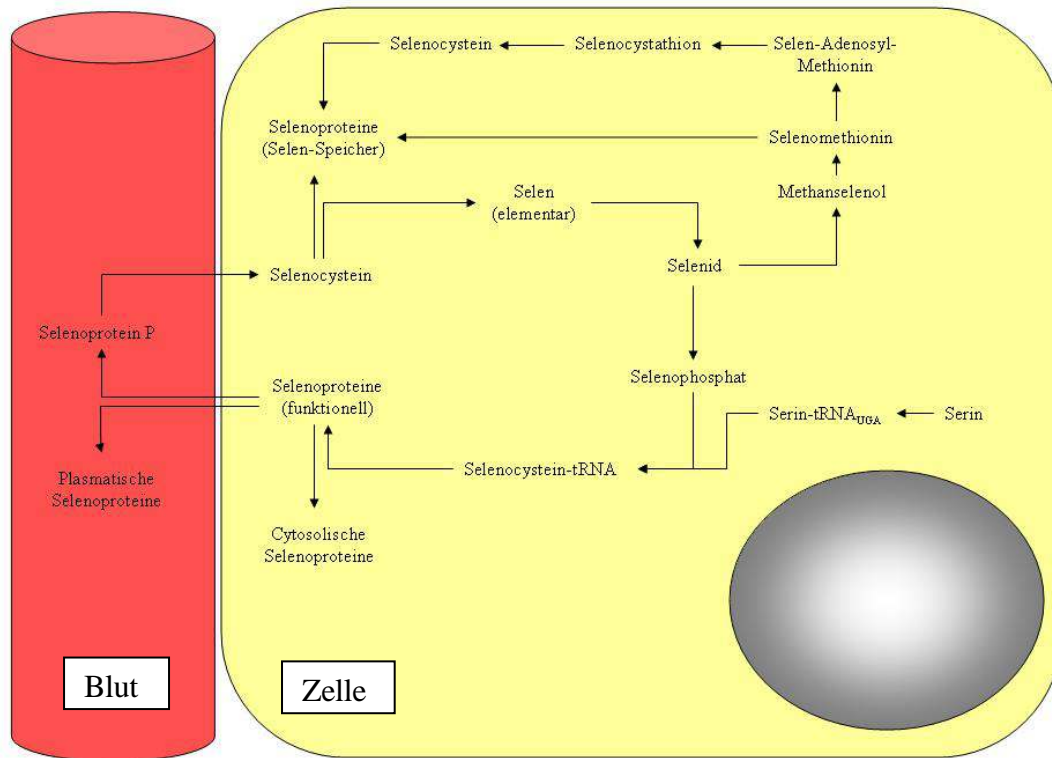 Selenocystein
Selenocystathion
Selen-Adenosyl-
Methionin
Selenoproteine
(Selen-Speicher)
Selenomethionin
Selen
(elementar)
Methanselenol
Selenocystein
Selenid
Selenoprotein P
Selenophosphat
Selenoproteine
(funktionell)
Serin-tRNA_UGA
Serin
Selenocystein-tRNA
Plasmatische
Selenoproteine
Cytosolische
Selenoproteine
Blut
Zelle